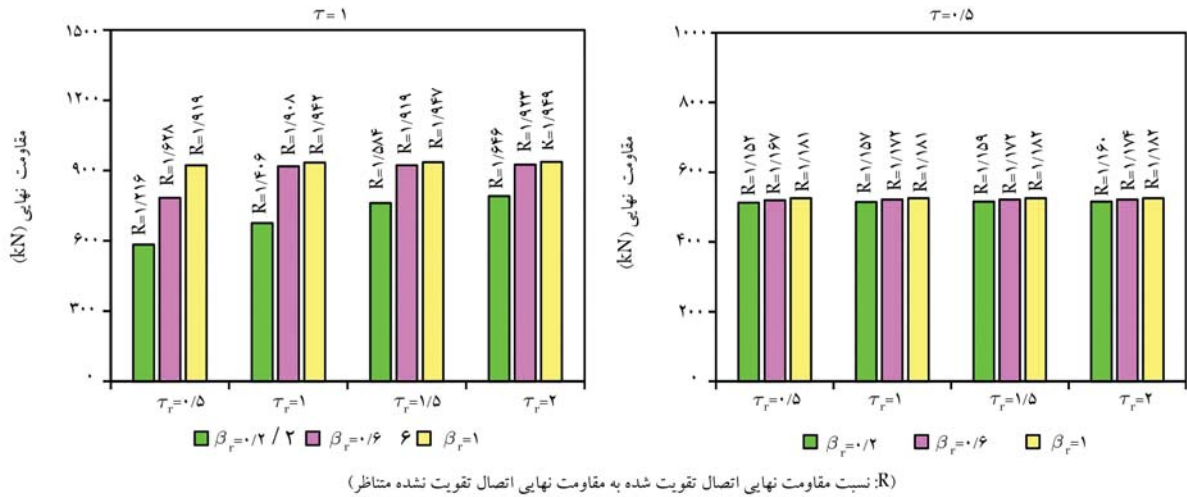 τ = ۱
۱۵۰۰
۱۲۰۰
۹۰۰
۶۰۰
۳۰۰
۰
مقاومت نهایی (kN)
R=۱/۲۱۶
R=۱/۶۲۸
R=۱/۹۱۹
R=۱/۴۰۶
R=۱/۹۰۸
R=۱/۹۴۲
R=۱/۵۸۴
R=۱/۹۱۹
R=۱/۹۴۷
R=۱/۶۴۶
R=۱/۹۲۳
K=۱/۹۴۹
τr=۰/۵ τr=۱ τr=۱/۵ τr=۲
βr=۰/۲ / ۲ βr=۰/۶ ۶ βr=۱
τ=۰/۵
۱۰۰۰
۸۰۰
۶۰۰
۴۰۰
۲۰۰
۰
مقاومت نهایی (kN)
R=۱/۱۵۲
R=۱/۱۶۷
R=۱/۱۸۱
R=۱/۱۵۷
R=۱/۱۷۲
R=۱/۱۸۱
R=۱/۱۵۹
R=۱/۱۷۲
R=۱/۱۸۲
R=۱/۱۶۰
R=۱/۱۷۴
R=۱/۱۸۲
τr=۰/۵ τr=۱ τr=۱/۵ τr=۲
βr=۰/۲ βr=۰/۶ βr=۱
(R: نسبت مقاومت نهایی اتصال تقویت شده به مقاومت نهایی اتصال تقویت نشده متناظر)